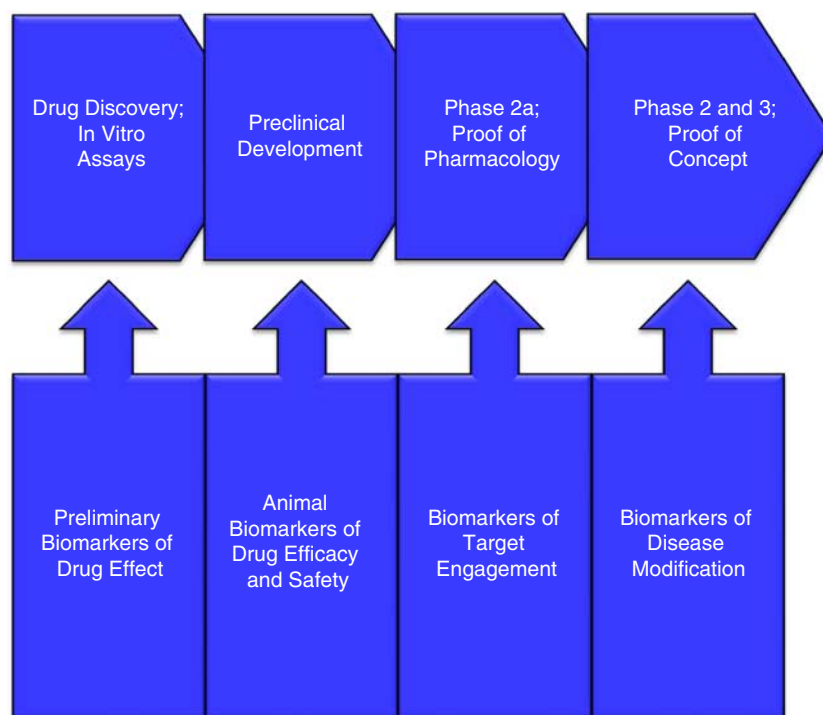 Drug Discovery;
In Vitro
Assays
Preclinical
Development
Phase 2a;
Proof of
Pharmacology
Phase 2 and 3;
Proof of
Concept
Preliminary
Biomarkers of
Drug Effect
Animal
Biomarkers of
Drug Efficacy
and Safety
Biomarkers of
Target
Engagement
Biomarkers of
Disease
Modification